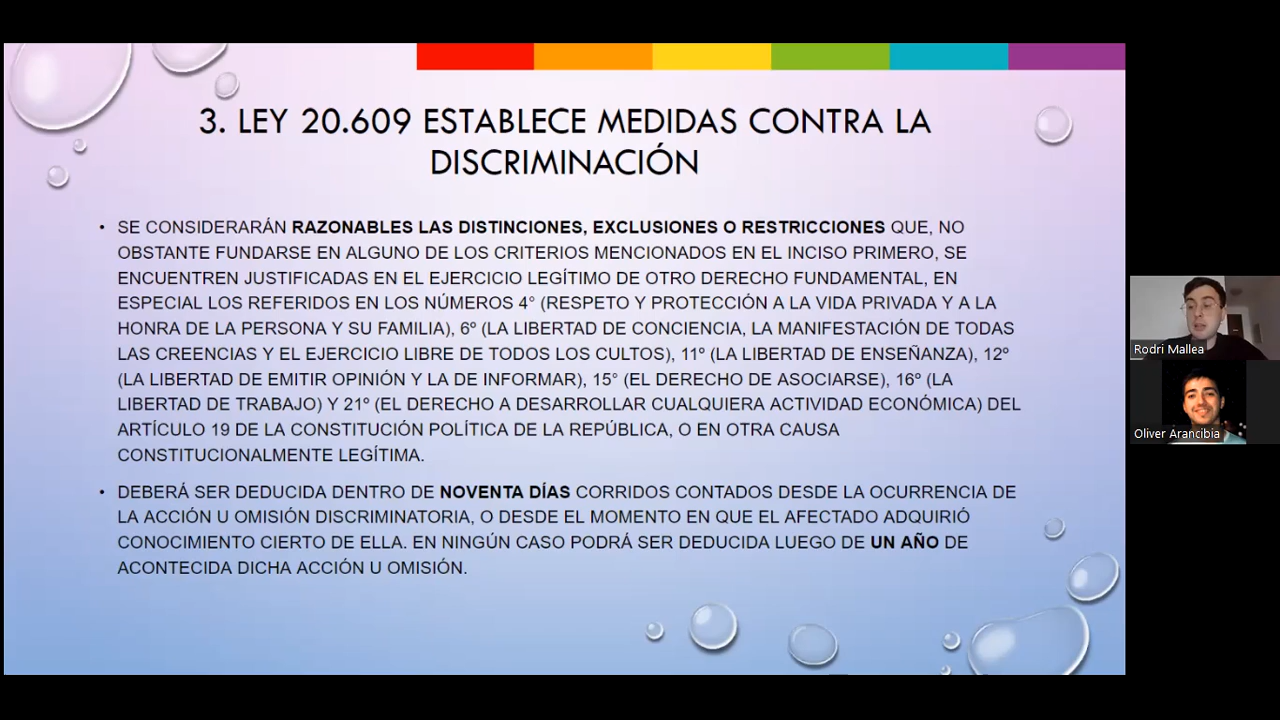 3. LEY 20.609 ESTABLECE MEDIDAS CONTRA LA
DISCRIMINACIÓN
• SE CONSIDERARÁN RAZONABLES LAS DISTINCIONES, EXCLUSIONES O RESTRICCIONES QUE, NO
OBSTANTE FUNDARSE EN ALGUNO DE LOS CRITERIOS MENCIONADOS EN EL INCISO PRIMERO, SE
ENCUENTREN JUSTIFICADAS EN EL EJERCICIO LEGÍTIMO DE OTRO DERECHO FUNDAMENTAL, EN
ESPECIAL LOS REFERIDOS EN LOS NÚMEROS 4° (RESPETO Y PROTECCIÓN A LA VIDA PRIVADA Y A LA
HONRA DE LA PERSONA Y SU FAMILIA), 6º (LA LIBERTAD DE CONCIENCIA, LA MANIFESTACIÓN DE TODAS
LAS CREENCIAS Y EL EJERCICIO LIBRE DE TODOS LOS CULTOS), 11º (LA LIBERTAD DE ENSEÑANZA), 12º
(LA LIBERTAD DE EMITIR OPINIÓN Y LA DE INFORMAR), 15° (EL DERECHO DE ASOCIARSE), 16º (LA
LIBERTAD DE TRABAJO) Y 21º (EL DERECHO A DESARROLLAR CUALQUIERA ACTIVIDAD ECONÓMICA) DEL
ARTÍCULO 19 DE LA CONSTITUCIÓN POLÍTICA DE LA REPÚBLICA, O EN OTRA CAUSA
CONSTITUCIONALMENTE LEGÍTIMA.
• DEBERÁ SER DEDUCIDA DENTRO DE NOVENTA DÍAS CORRIDOS CONTADOS DESDE LA OCURRENCIA DE
LA ACCIÓN U OMISIÓN DISCRIMINATORIA, O DESDE EL MOMENTO EN QUE EL AFECTADO ADQUIRIÓ
CONOCIMIENTO CIERTO DE ELLA. EN NINGÚN CASO PODRÁ SER DEDUCIDA LUEGO DE UN AÑO DE
ACONTECIDA DICHA ACCIÓN U OMISIÓN.
Rodri Mallea
Oliver Arancibia